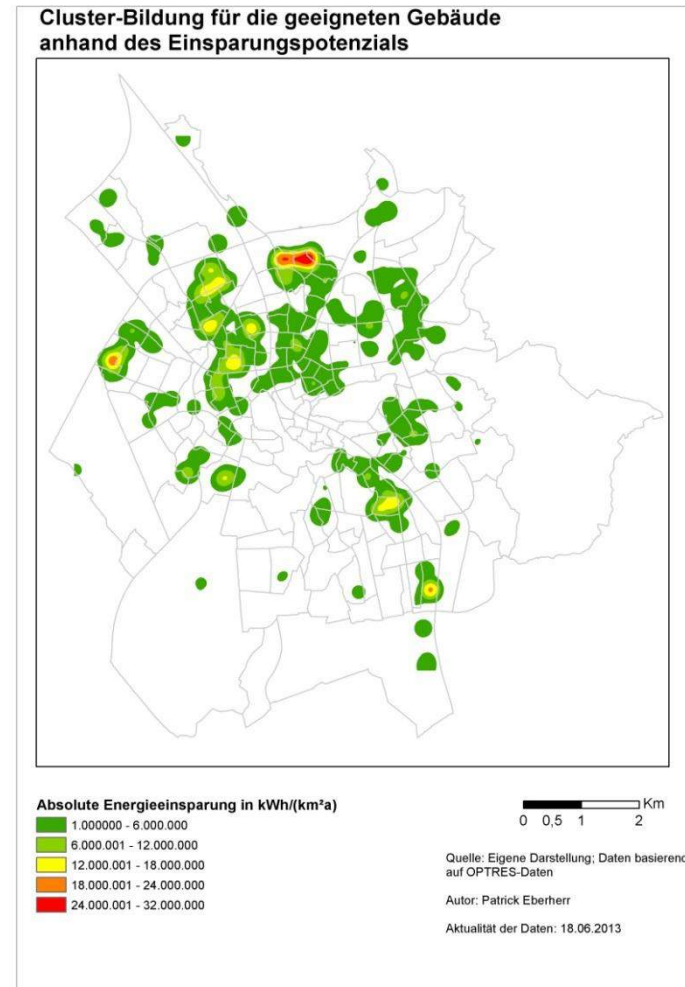 Cluster-Bildung für die geeigneten Gebäude
anhand des Einsparungspotenzials
Absolute Energieeinsparung in kWh/(km²a)
1.000000 - 6.000.000
6.000.001 - 12.000.000
12.000.001 - 18.000.000
18.000.001 - 24.000.000
24.000.001 - 32.000.000
Km
0 0,5 1 2
Quelle: Eigene Darstellung; Daten basierend
auf OPTRES-Daten
Autor: Patrick Eberherr
Aktualität der Daten: 18.06.2013